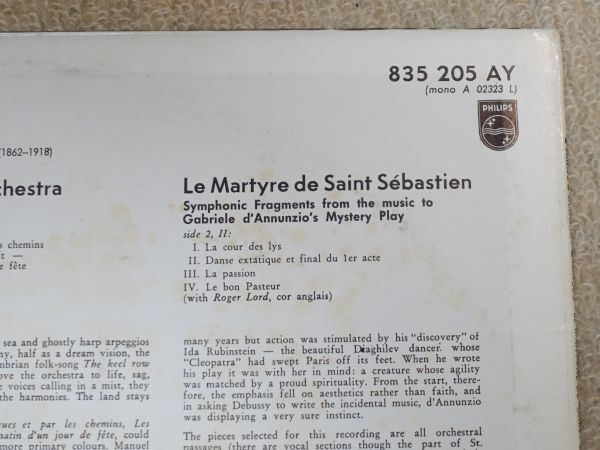 835 205 AY
(mono A 02323 L)
PHILIPS
(1862–1918)
chestra
s chemins
t —
e fête
sea and ghostly harp arpeggios
ny, half as a dream vision, the
mbrian folk-song The keel row
ove the orchestra to life, sag,
e voices calling in a mist, they
the harmonies. The land stays
gues et par les chemins, Les
matin d'un jour de fête, could
more primary colours. Manuel
Le Martyre de Saint Sébastien
Symphonic Fragments from the music to
Gabriele d'Annunzio's Mystery Play
side 2, II:
I. La cour des lys
II. Danse extatique et final du 1er acte
III. La passion
IV. Le bon Pasteur
(with Roger Lord, cor anglais)
many years but action was stimulated by his “discovery” of
Ida Rubinstein — the beautiful Diaghilev dancer whose
“Cleopatra” had swept Paris off its feet. When he wrote
his play it was with her in mind: a creature whose agility
was matched by a proud spirituality. From the start, there-
fore, the emphasis fell on aesthetics rather than faith, and
in asking Debussy to write the incidental music, d'Annunzio
was displaying a very sure instinct.
The pieces selected for this recording are all orchestral
passages (there are vocal sections though the part of St.